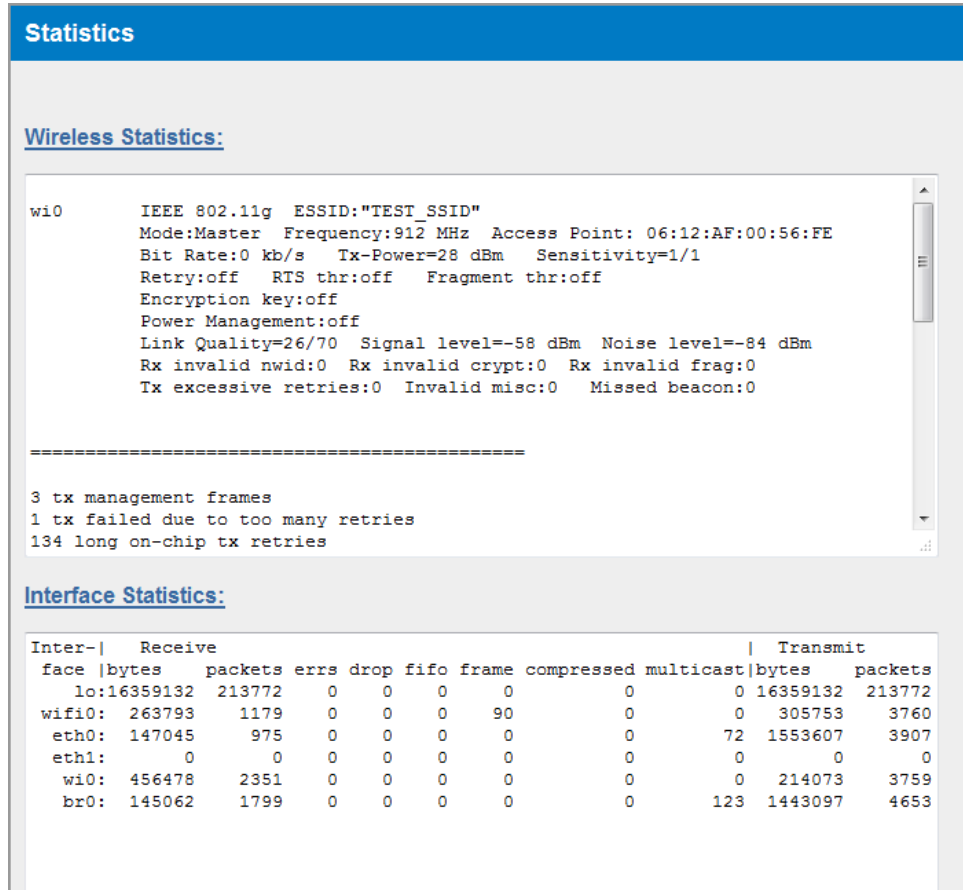 Statistics
Wireless Statistics:
wi0 IEEE 802.11g ESSID:"TEST_SSID"
Mode:Master Frequency:912 MHz Access Point: 06:12:AF:00:56:FE
Bit Rate:0 kb/s Tx-Power=28 dBm Sensitivity=1/1
Retry:off RTS thr:off Fragment thr:off
Encryption key:off
Power Management:off
Link Quality=26/70 Signal level=-58 dBm Noise level=-84 dBm
Rx invalid nwid:0 Rx invalid crypt:0 Rx invalid frag:0
Tx excessive retries:0 Invalid misc:0 Missed beacon:0
=============================================
3 tx management frames
1 tx failed due to too many retries
134 long on-chip tx retries
Interface Statistics:
Inter-| Receive | Transmit
face |bytes packets errs drop fifo frame compressed multicast|bytes packets
lo:16359132 213772 0 0 0 0 0 0 16359132 213772
wifi0: 263793 1179 0 0 0 90 0 0 305753 3760
eth0: 147045 975 0 0 0 0 0 72 1553607 3907
eth1: 0 0 0 0 0 0 0 0 0 0
wi0: 456478 2351 0 0 0 0 0 0 214073 3759
br0: 145062 1799 0 0 0 0 0 123 1443097 4653